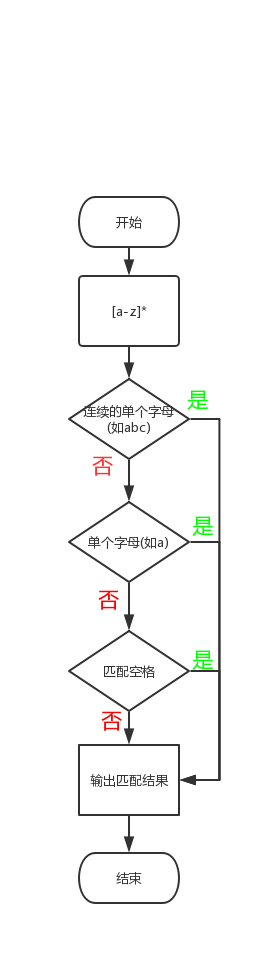 开始
[a-z]*
是
连续的单个字母
(如abc)
否
是
单个字母(如a)
否
是
匹配空格
否
输出匹配结果
结束